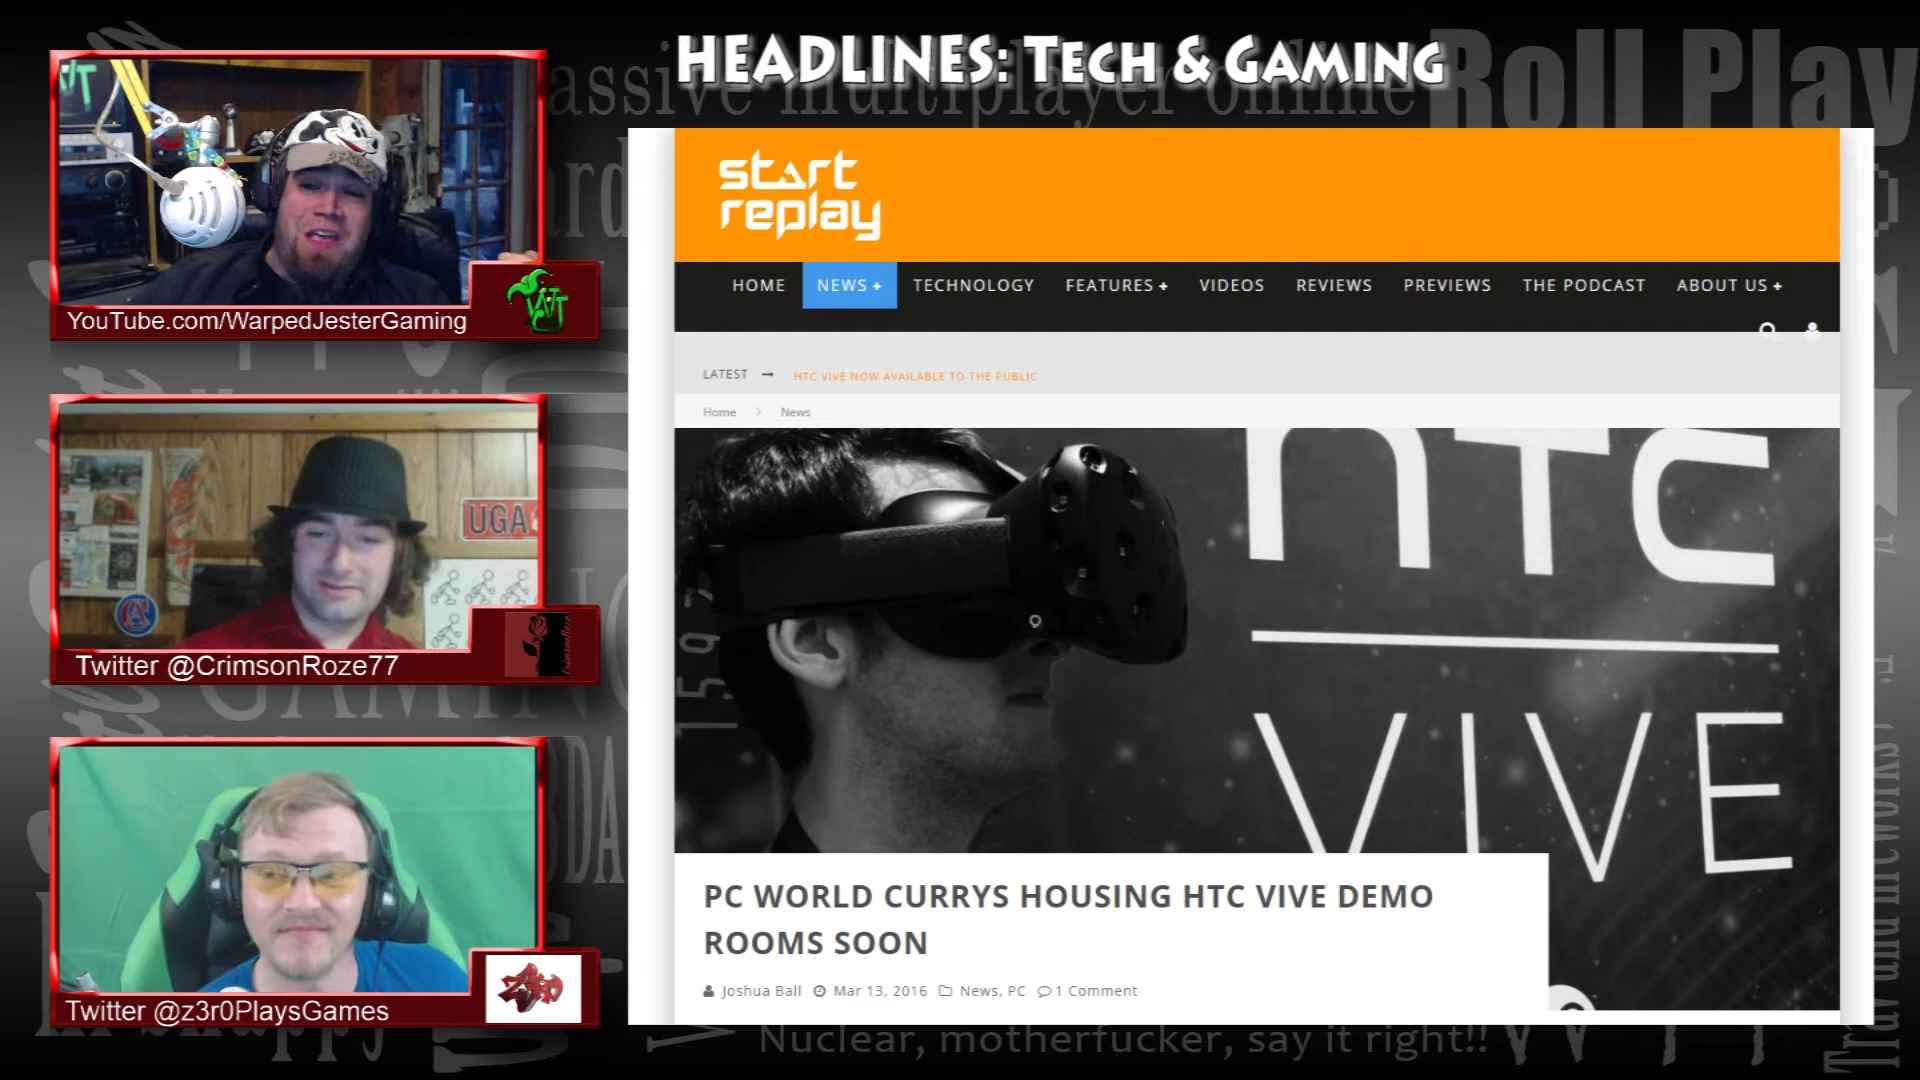 HEADLINES: TECH & GAMING
assive multiplayer online
Roll Play
YouTube.com/WarpedJesterGaming
UGA
Twitter @CrimsonRoze77
Twitter @z3r0PlaysGames
start
replay
HOME NEWS + TECHNOLOGY FEATURES + VIDEOS REVIEWS PREVIEWS THE PODCAST ABOUT US +
LATEST → HTC VIVE NOW AVAILABLE TO THE PUBLIC
Home > News
hTC
VIVE
PC WORLD CURRYS HOUSING HTC VIVE DEMO
ROOMS SOON
Joshua Ball Mar 13, 2016 News, PC 1 Comment
Nuclear, motherfucker, say it right!!